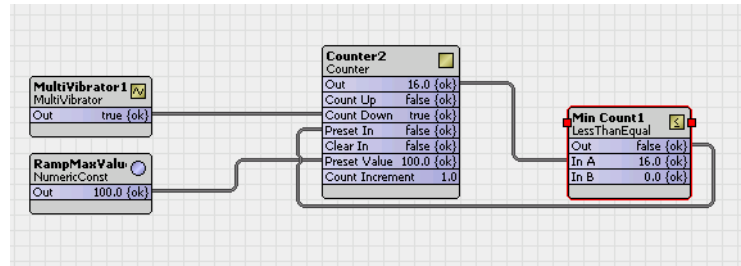 MultiVibrator1
MultiVibrator
Out true {ok}
RampMaxValu
NumericConst
Out 100.0 {ok}
Counter2
Counter
Out 16.0 {ok}
Count Up false {ok}
Count Down true {ok}
Preset In false {ok}
Clear In false {ok}
Preset Value 100.0 {ok}
Count Increment 1.0
Min Count1
LessThanEqual
Out false {ok}
In A 16.0 {ok}
In B 0.0 {ok}